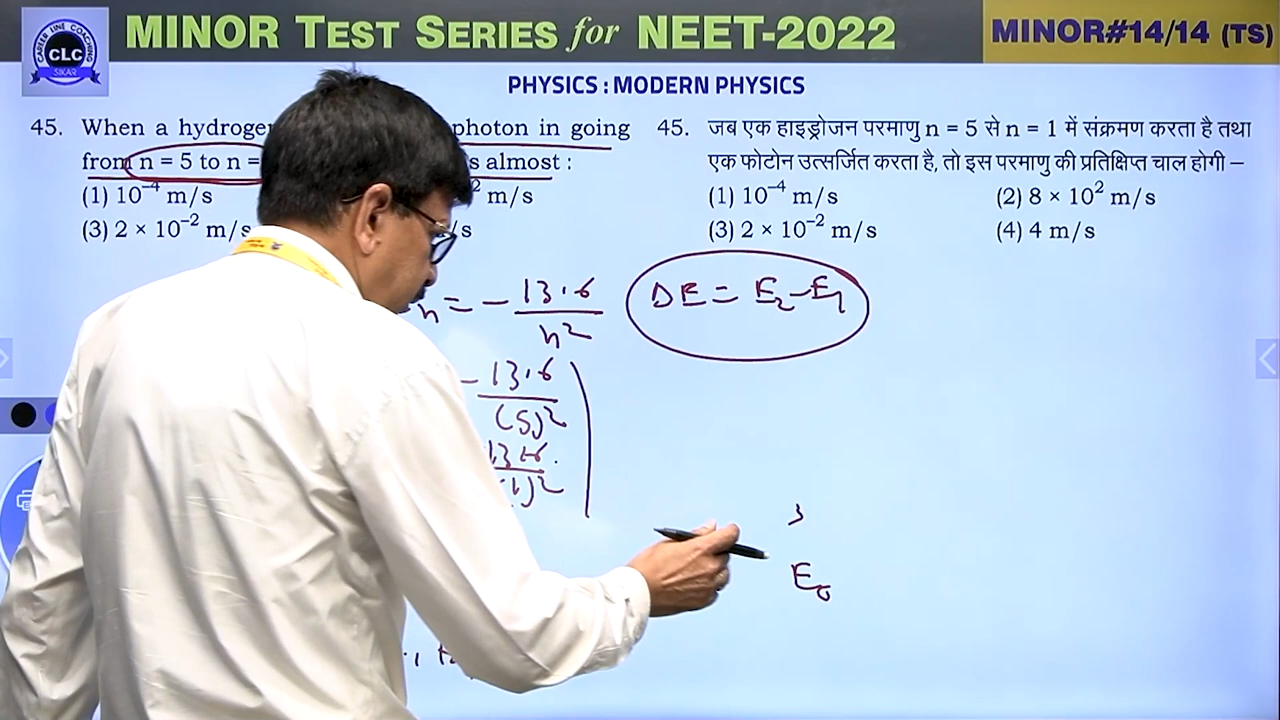 CAREER LINE COACHING
CLC
SIKAR
MINOR TEST SERIES for NEET-2022
MINOR#14/14 (TS)
PHYSICS : MODERN PHYSICS
45. When a hydroge photon in going
from n = 5 to n = s almost :
(1) 10⁻⁴ m/s ² m/s
(3) 2 × 10⁻² m/s /s
45. जब एक हाइड्रोजन परमाणु n = 5 से n = 1 में संक्रमण करता है तथा
एक फोटोन उत्सर्जित करता है, तो इस परमाणु की प्रतिक्षिप्त चाल होगी –
(1) 10⁻⁴ m/s (2) 8 × 10² m/s
(3) 2 × 10⁻² m/s (4) 4 m/s
n = - 13.6 / n²
ΔE = E₂-E₁
- 13.6 / (5)²
13.6 / (1)²
E₀